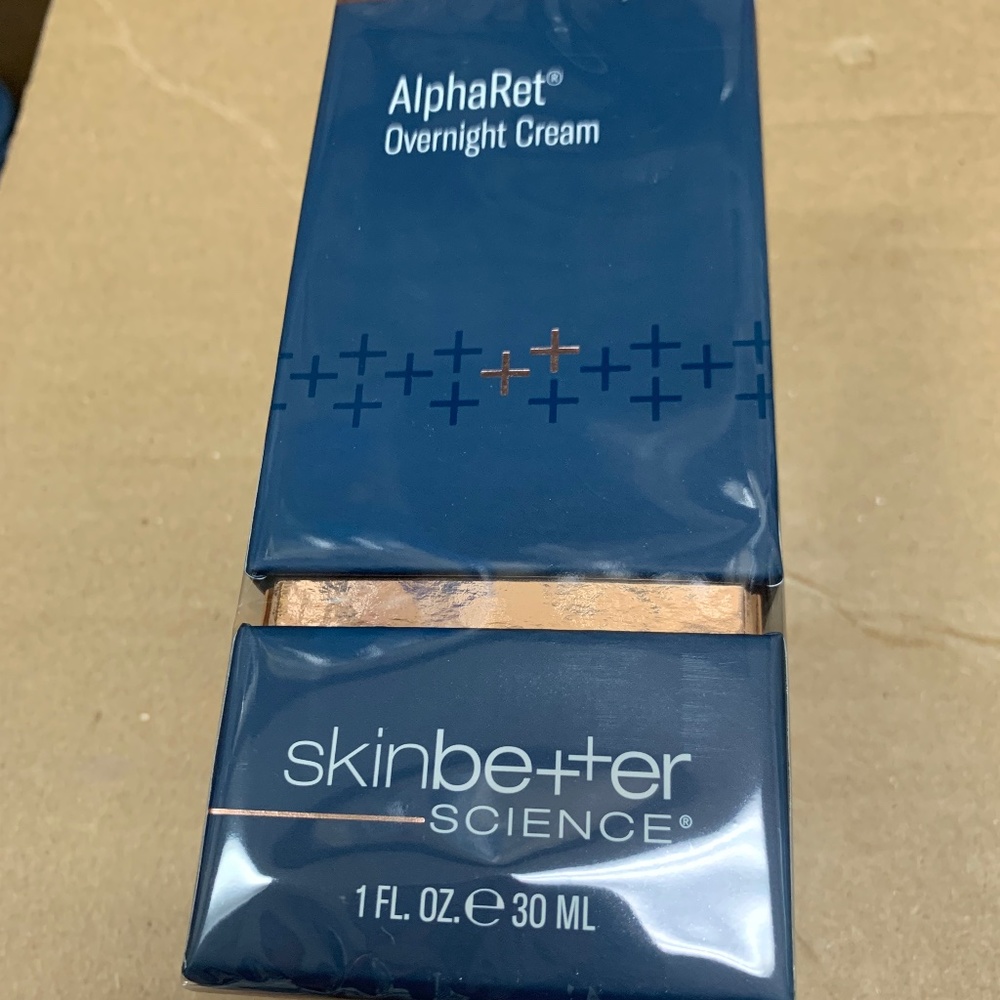 AlphaRet®
Overnight Cream
skinbetter
SCIENCE®
1 FL. OZ. ℮ 30 ML